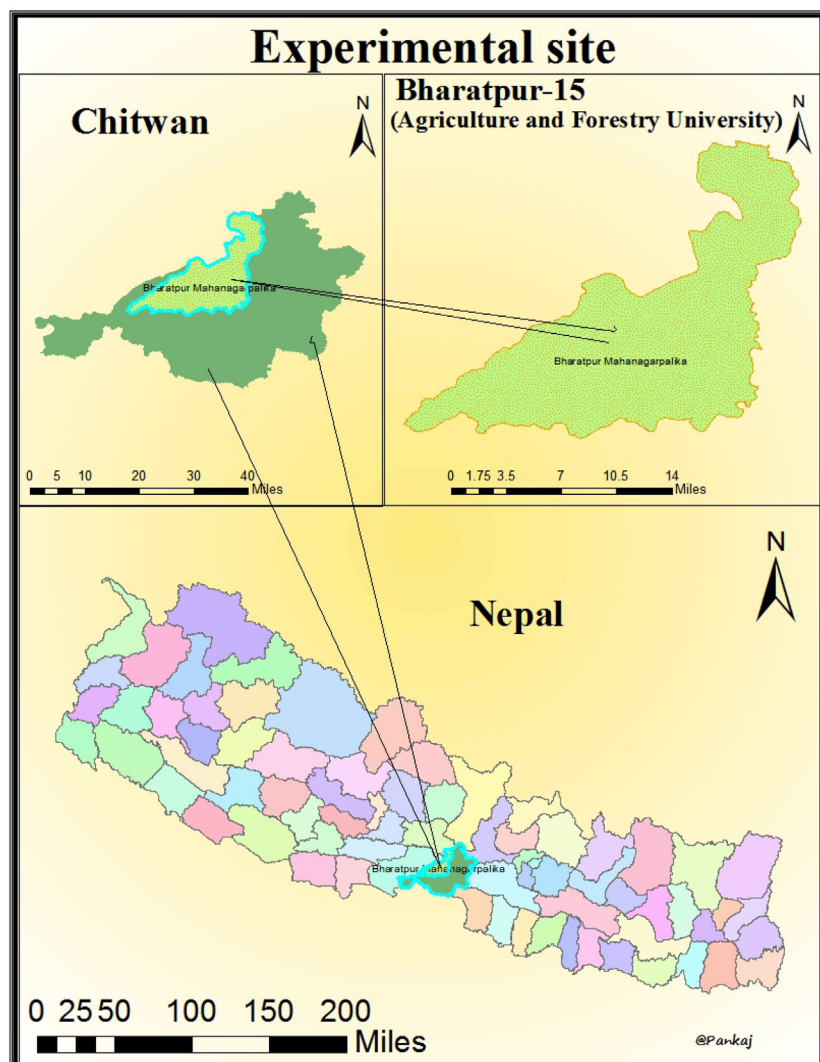 Experimental site
Chitwan
N
Bharatpur Mahanagarpalika
0 5 10 20 30 40
Miles
Bharatpur-15
(Agriculture and Forestry University)
N
Bharatpur Mahanagarpalika
0 1.75 3.5 7 10.5 14
Miles
Nepal
N
Bharatpur Mahanagarpalika
0 25 50 100 150 200
Miles
@Pankaj